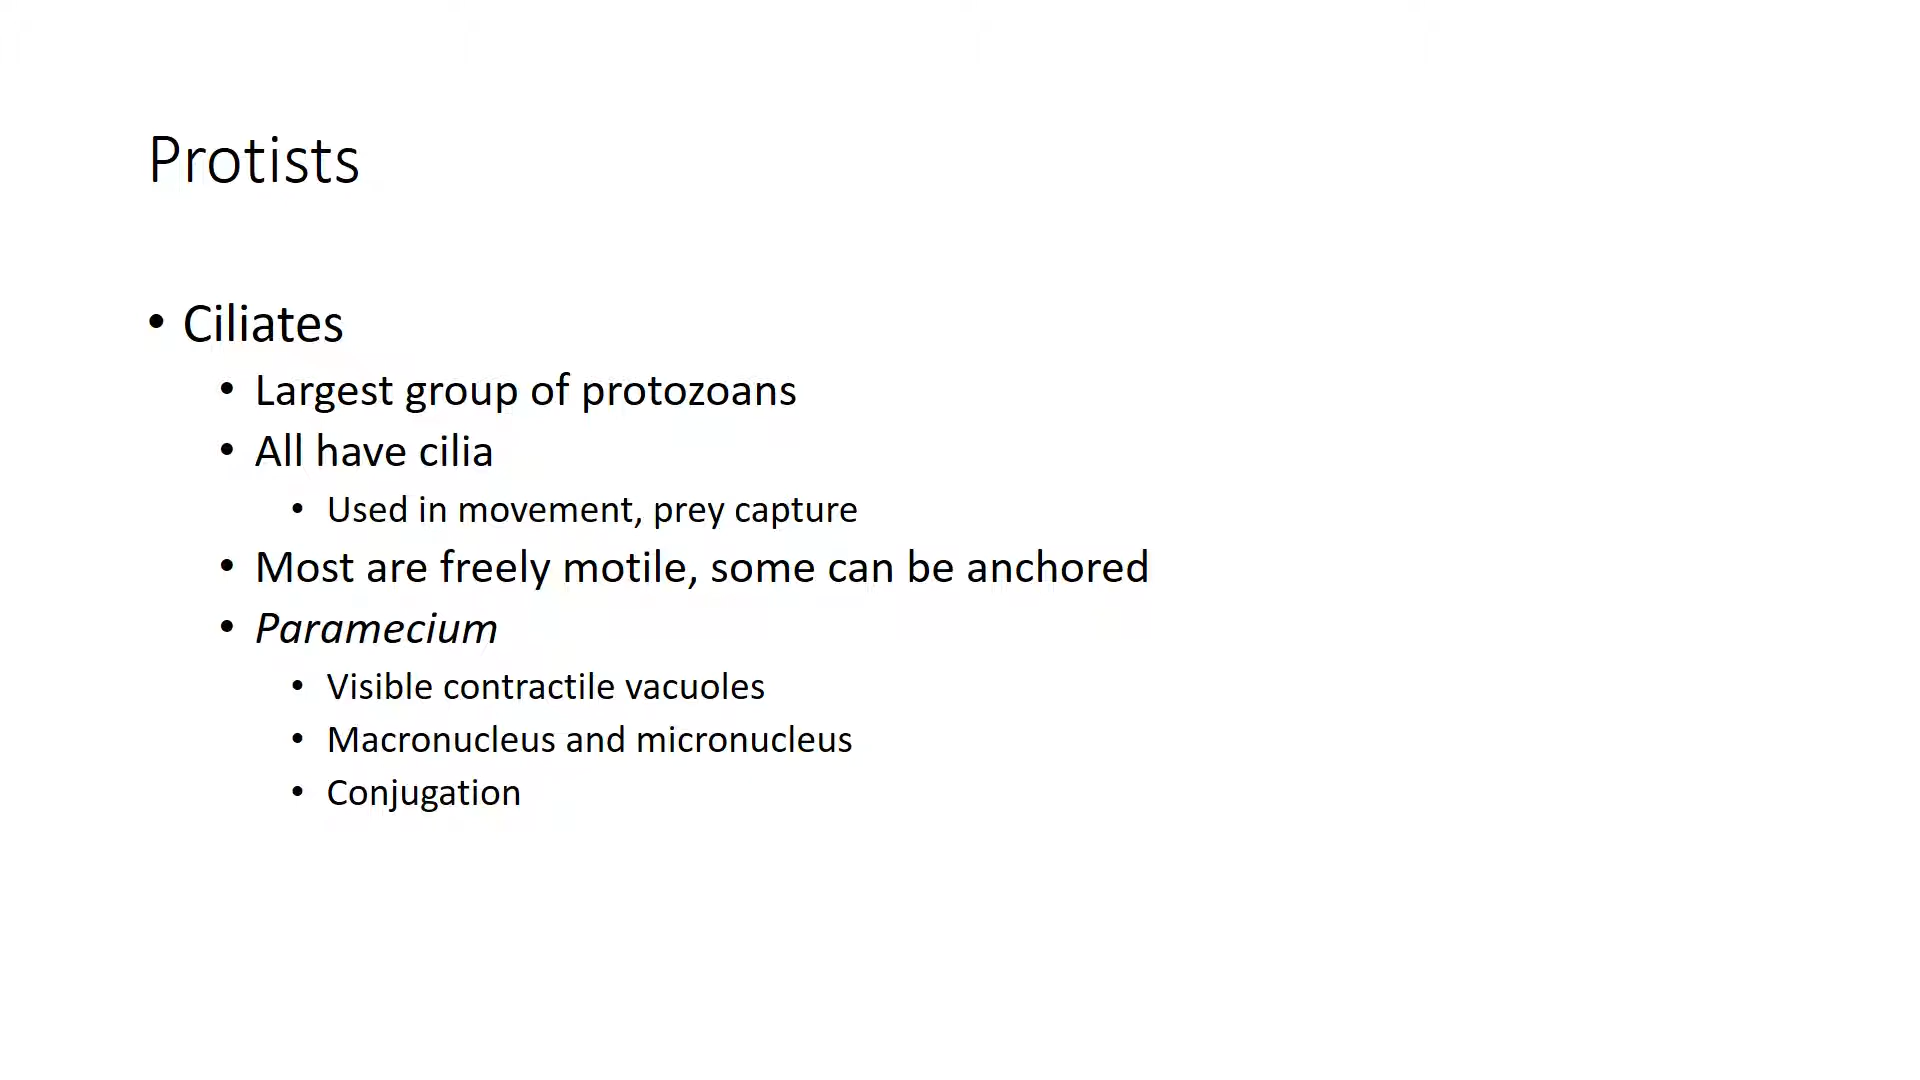 Protists
• Ciliates
• Largest group of protozoans
• All have cilia
• Used in movement, prey capture
• Most are freely motile, some can be anchored
• Paramecium
• Visible contractile vacuoles
• Macronucleus and micronucleus
• Conjugation